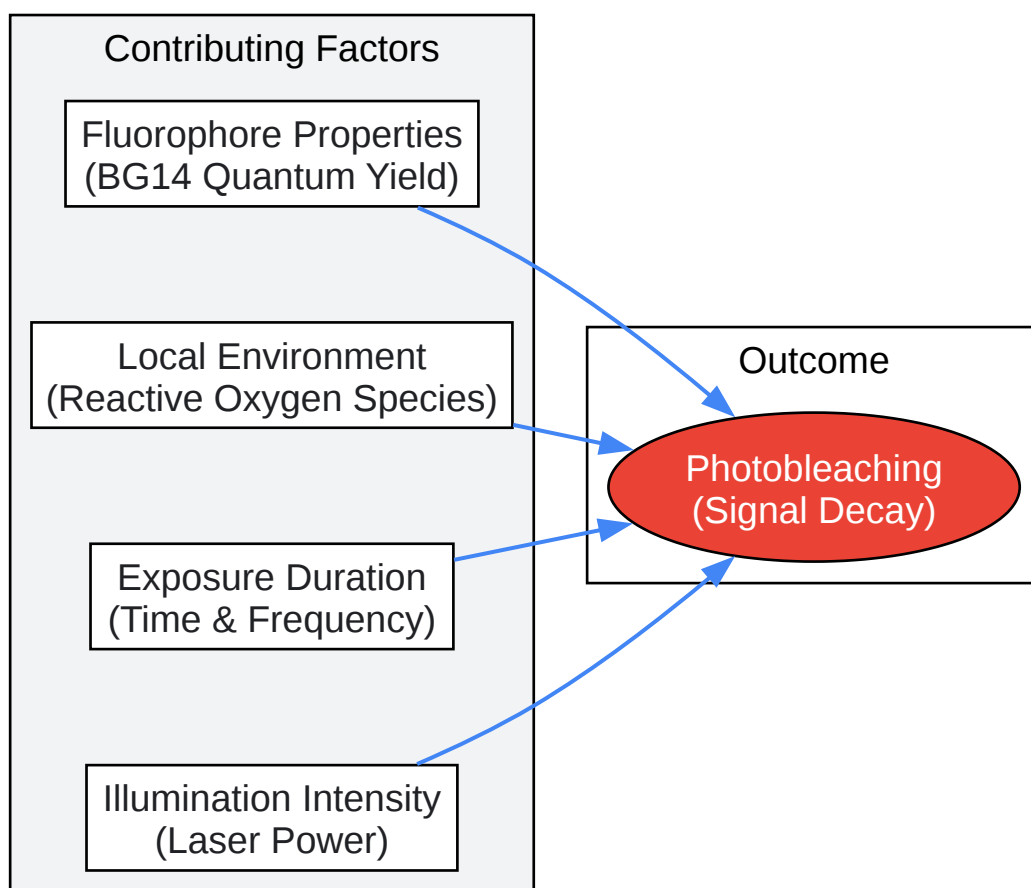 Contributing Factors
Fluorophore Properties
(BG14 Quantum Yield)
Local Environment
(Reactive Oxygen Species)
Exposure Duration
(Time & Frequency)
Illumination Intensity
(Laser Power)
Outcome
Photobleaching
(Signal Decay)